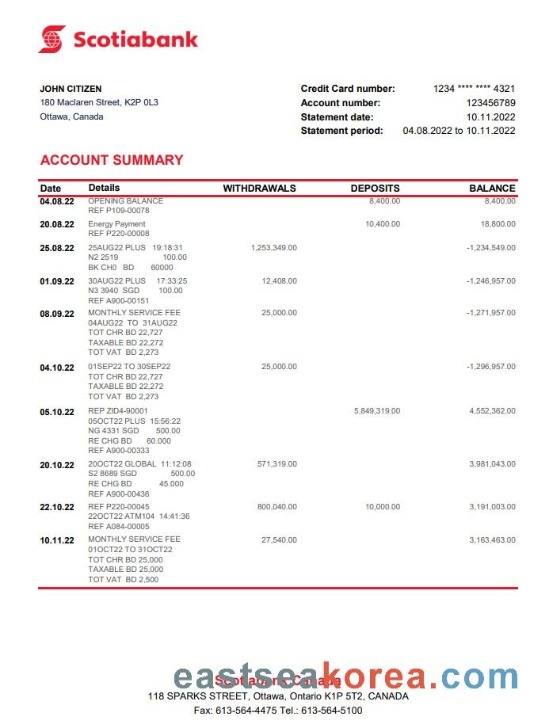 Scotiabank
JOHN CITIZEN
180 Maclaren Street, K2P 0L3
Ottawa, Canada
Credit Card number: 1234 **** **** 4321
Account number: 123456789
Statement date: 10.11.2022
Statement period: 04.08.2022 to 10.11.2022
ACCOUNT SUMMARY
Date Details WITHDRAWALS DEPOSITS BALANCE
04.08.22 OPENING BALANCE 8,400.00 8,400.00
REF P109-00078
20.08.22 Energy Payment 10,400.00 18,800.00
REF P220-00008
25.08.22 25AUG22 PLUS 19:18:31 1,253,349.00 -1,234,549.00
N2 2519 100.00
BK CH0 BD 60000
01.09.22 30AUG22 PLUS 17:33:25 12,408.00 -1,246,957.00
N3 3940 SGD 100.00
REF A900-00151
08.09.22 MONTHLY SERVICE FEE 25,000.00 -1,271,957.00
04AUG22 TO 31AUG22
TOT CHR BD 22,727
TAXABLE BD 22,272
TOT VAT BD 2,273
04.10.22 01SEP22 TO 30SEP22 25,000.00 -1,296,957.00
TOT CHR BD 22,727
TAXABLE BD 22,272
TOT VAT BD 2,273
05.10.22 REP ZID4-90001 5,849,319.00 4,552,362.00
05OCT22 PLUS 15:56:22
NG 4331 SGD 500.00
RE CHG BD 60.000
REF A900-00333
20.10.22 20OCT22 GLOBAL 11:12:08 571,319.00 3.981,043.00
S2 8689 SGD 500.00
RE CHG BD 45.000
REF A900-00436
22.10.22 REF P220-00045 800,040.00 10,000.00 3,191,003.00
22OCT22 ATM104 14:41:36
REF A084-00005
10.11.22 MONTHLY SERVICE FEE 27,540.00 3,163,463.00
01OCT22 TO 31OCT22
TOT CHR BD 25,000
TAXABLE BD 25,000
TOT VAT BD 2,500
Scotiabank Canada
eastseakorea.com
118 SPARKS STREET, Ottawa, Ontario K1P 5T2, CANADA
Fax: 613-564-4475 Tel.: 613-564-5100